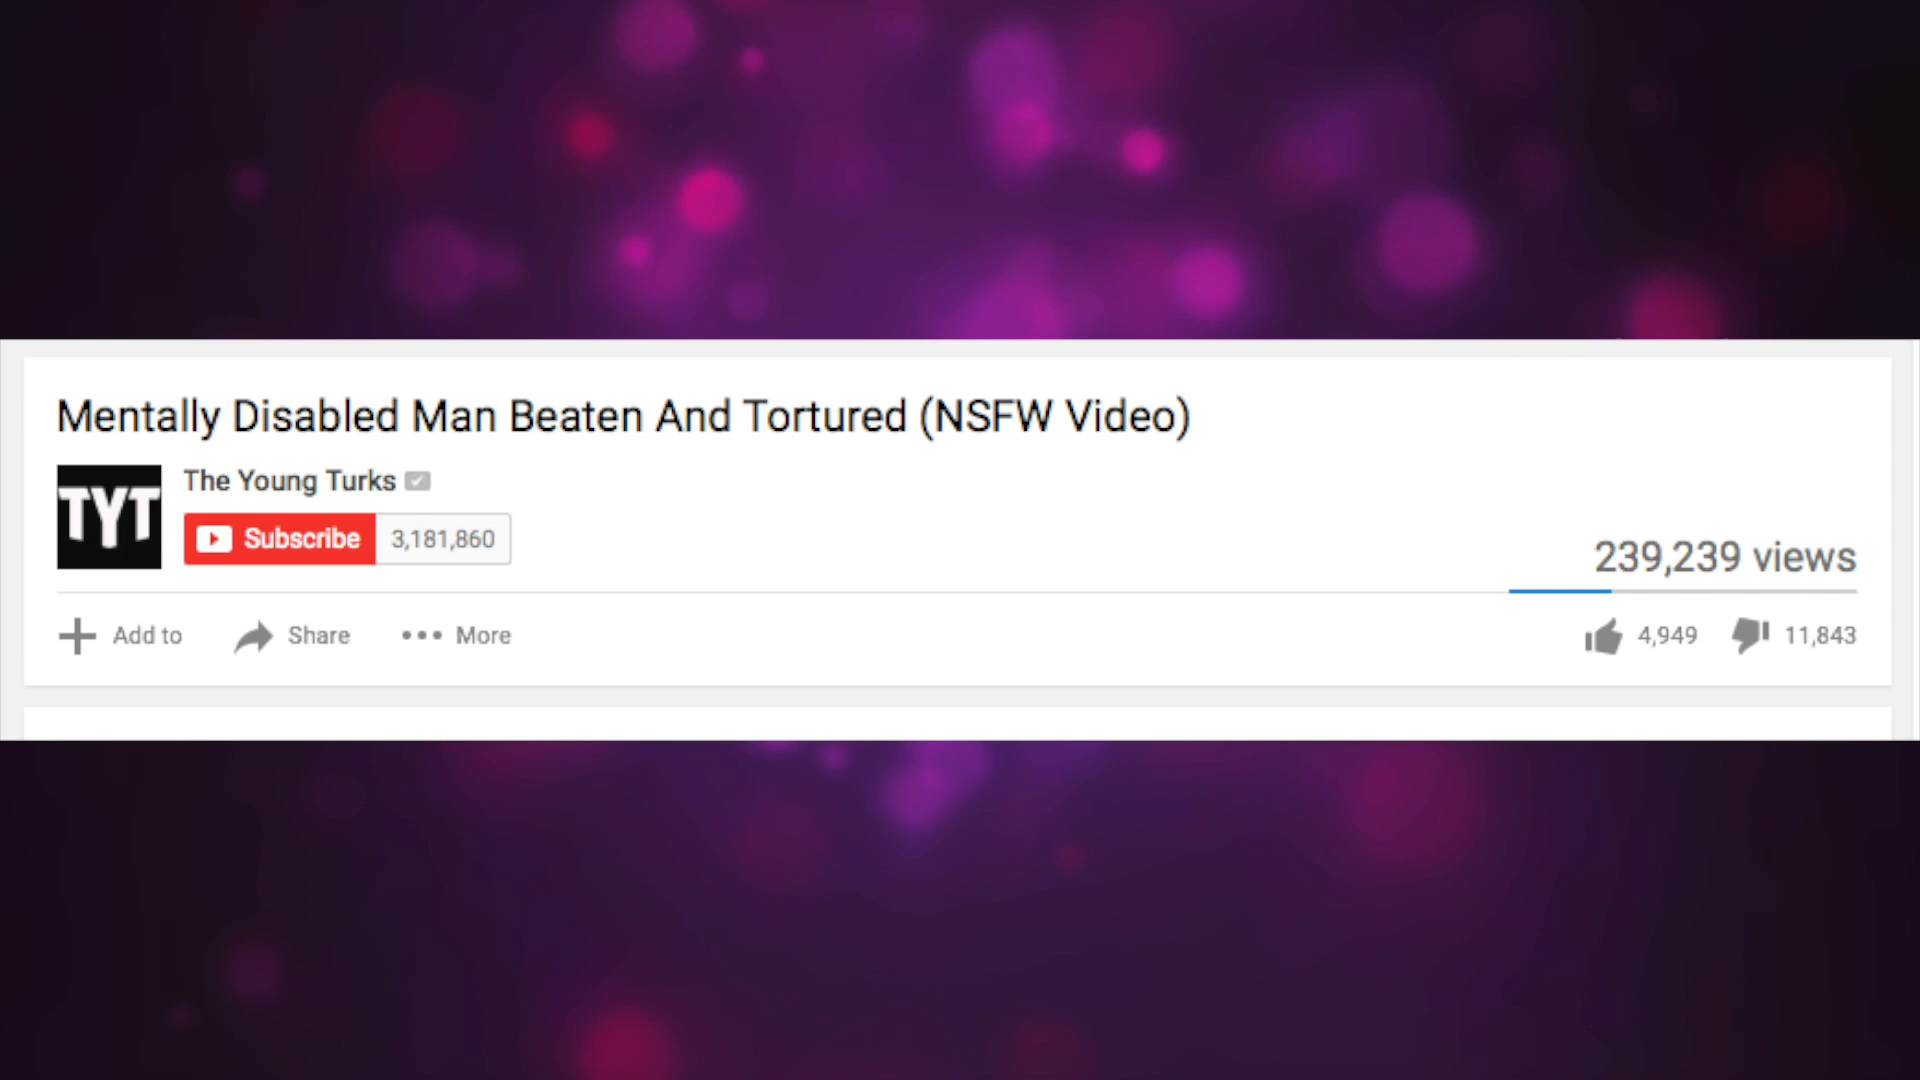 Mentally Disabled Man Beaten And Tortured (NSFW Video)
TYT
The Young Turks
Subscribe 3,181,860
239,239 views
Add to Share More 4,949 11,843